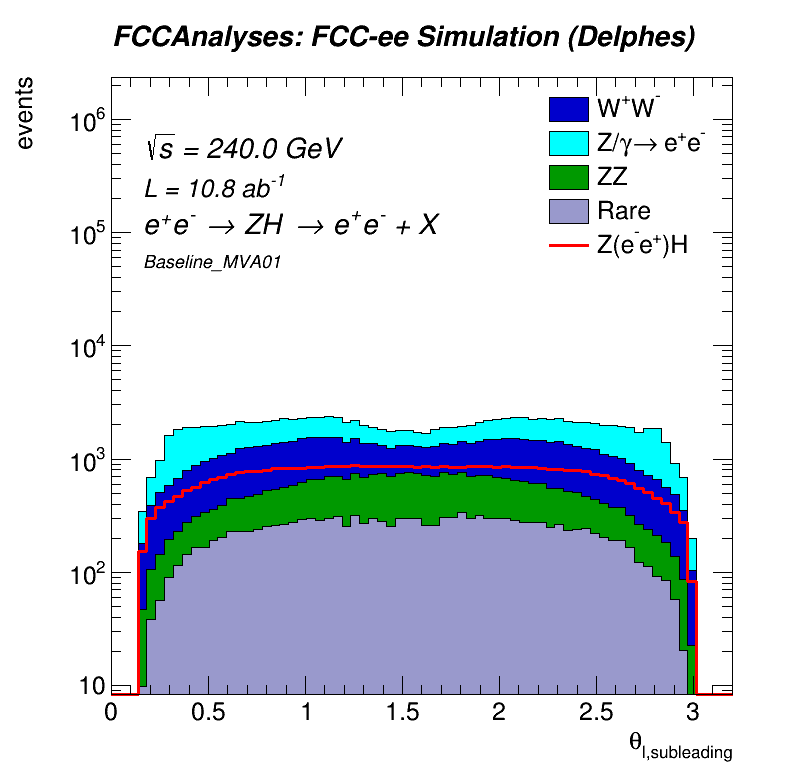 FCCAnalyses: FCC-ee Simulation (Delphes)
events
√s = 240.0 GeV
L = 10.8 ab⁻¹
e⁺e⁻ → ZH → e⁺e⁻ + X
Baseline_MVA01
W⁺W⁻
Z/γ→ e⁺e⁻
ZZ
Rare
Z(e⁻e⁺)H
10⁶
10⁵
10⁴
10³
10²
10
0 0.5 1 1.5 2 2.5 3
θl,subleading